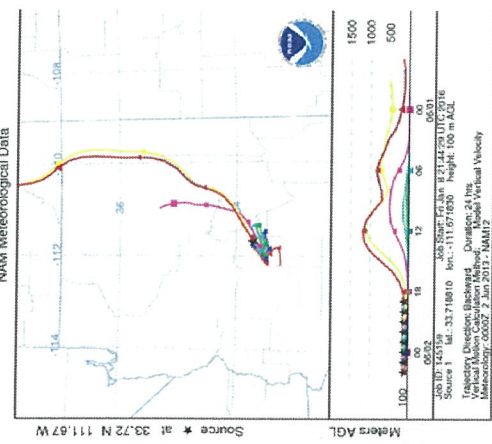 NAM Meteorological Data
Source ★ at 33.72 N 111.67 W
-114
-112
-110
-108
36
NOAA
Meters AGL
1500
1000
500
100
00
18
12
06
00
06/02
06/01
Job ID: 145159 Job Start: Fri Jan 8 21:44:29 UTC 2016
Source 1 lat.: 33.718810 lon.: -111.671830 height: 100 m AGL
Trajectory Direction: Backward Duration: 24 hrs
Vertical Motion Calculation Method: Model Vertical Velocity
Meteorology: 0000Z 2 Jun 2013 - NAM12